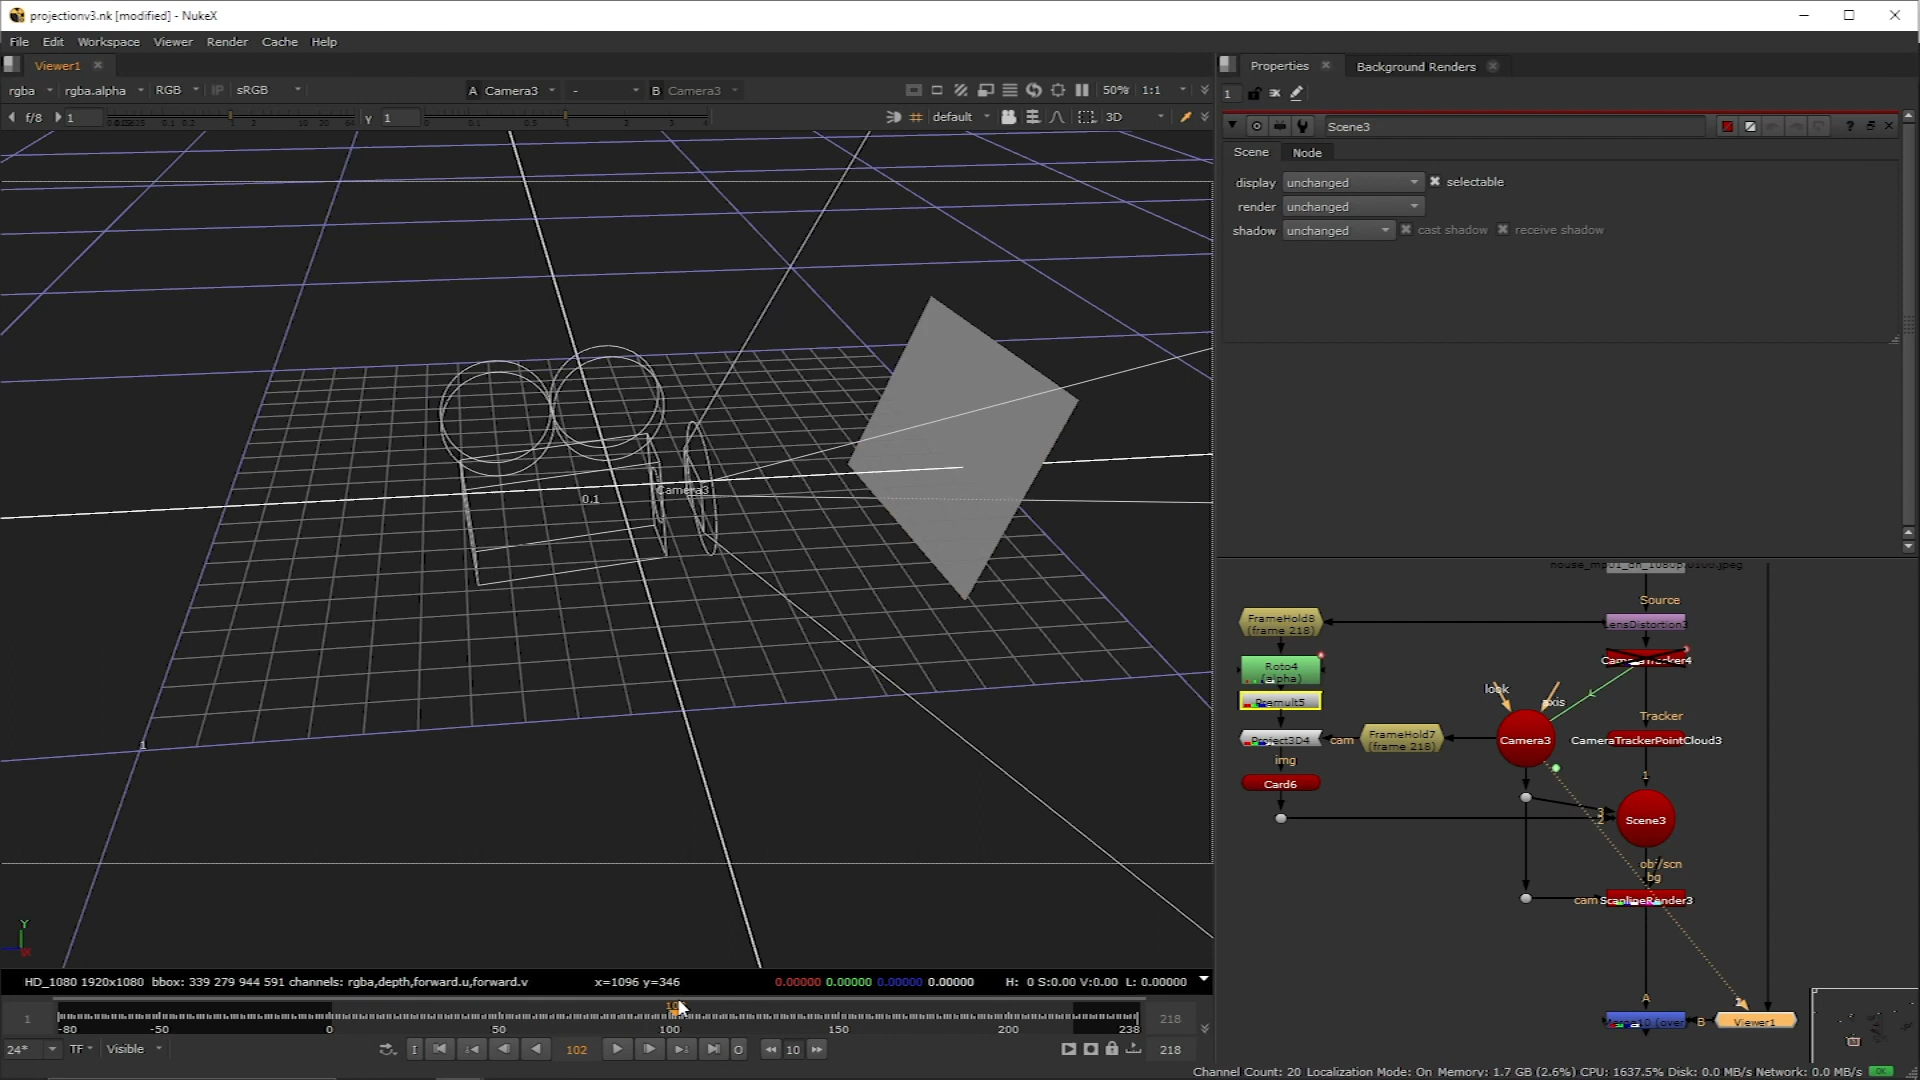 projectionv3.nk [modified] - NukeX
File Edit Workspace Viewer Render Cache Help
Viewer1
rgba rgba.alpha RGB IP sRGB A Camera3 - B Camera3 50% 1:1
f/8 1 γ 1 default 3D
Camera3
0,1
1
Y
HD_1080 1920x1080 bbox: 339 279 944 591 channels: rgba,depth,forward.u,forward.v x=1096 y=346 0.00000 0.00000 0.00000 0.00000 H: 0 S:0.00 V:0.00 L: 0.00000
1 -80 -50 0 50 100 150 200 238 218
24* TF Visible I 102 O 10 218
Properties Background Renders
1
Scene3
Scene Node
display unchanged selectable
render unchanged
shadow unchanged cast shadow receive shadow
Source
FrameHold8
(frame 218)
LensDistortion3
Roto4
(alpha)
CameraTracker4
look
axis
Premult5
Tracker
Project3D4 cam FrameHold7
(frame 218)
Camera3 CameraTrackerPointCloud3
img
Card6
1
3
2
Scene3
obj/scn
bg
cam ScanlineRender3
A
B Viewer1
Channel Count: 20 Localization Mode: On Memory: 1.7 GB (2.6%) CPU: 1637.5% Disk: 0.0 MB/s Network: 0.0 MB/s